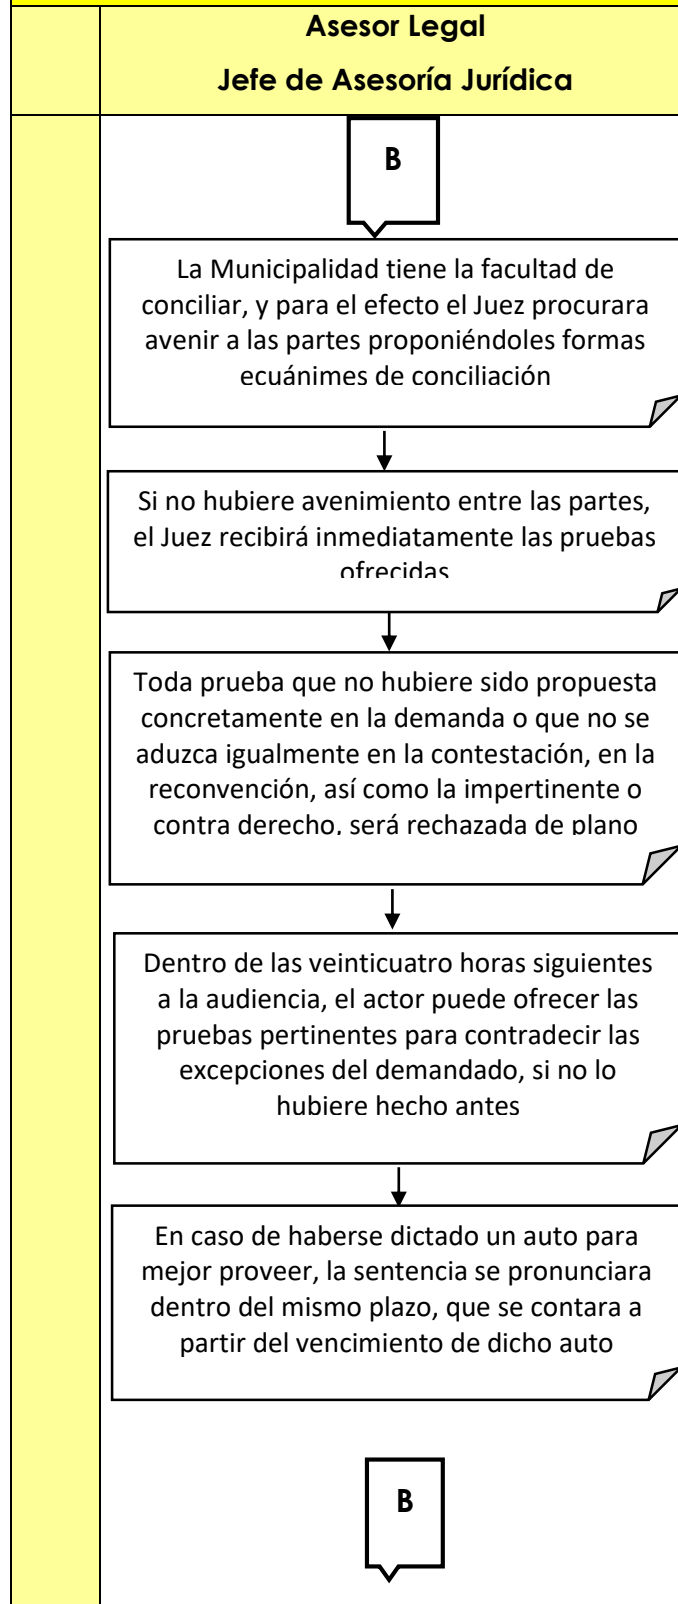 Asesor Legal
Jefe de Asesoría Jurídica
B
La Municipalidad tiene la facultad de
conciliar, y para el efecto el Juez procurara
avenir a las partes proponiéndoles formas
ecuánimes de conciliación
Si no hubiere avenimiento entre las partes,
el Juez recibirá inmediatamente las pruebas
ofrecidas
Toda prueba que no hubiere sido propuesta
concretamente en la demanda o que no se
aduzca igualmente en la contestación, en la
reconvención, así como la impertinente o
contra derecho, será rechazada de plano
Dentro de las veinticuatro horas siguientes
a la audiencia, el actor puede ofrecer las
pruebas pertinentes para contradecir las
excepciones del demandado, si no lo
hubiere hecho antes
En caso de haberse dictado un auto para
mejor proveer, la sentencia se pronunciara
dentro del mismo plazo, que se contara a
partir del vencimiento de dicho auto
B